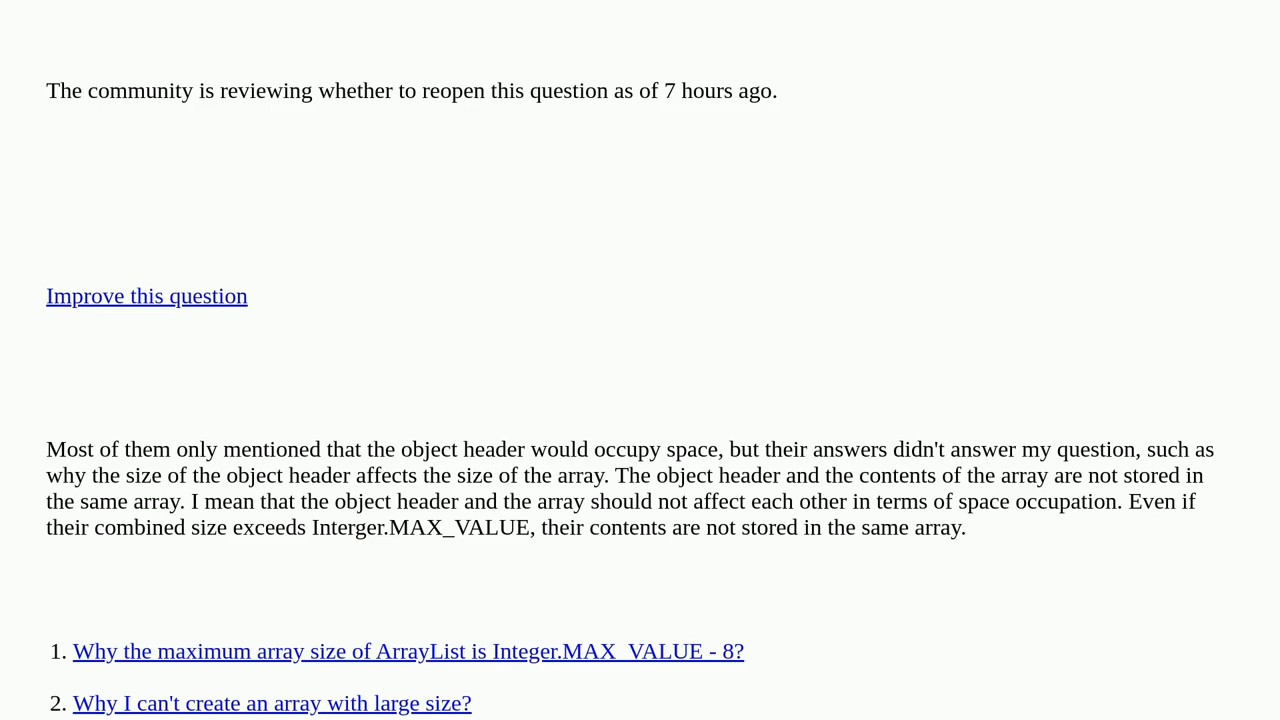 The community is reviewing whether to reopen this question as of 7 hours ago.
Improve this question
Most of them only mentioned that the object header would occupy space, but their answers didn't answer my question, such as
why the size of the object header affects the size of the array. The object header and the contents of the array are not stored in
the same array. I mean that the object header and the array should not affect each other in terms of space occupation. Even if
their combined size exceeds Interger.MAX_VALUE, their contents are not stored in the same array.
1. Why the maximum array size of ArrayList is Integer.MAX_VALUE - 8?
2. Why I can't create an array with large size?